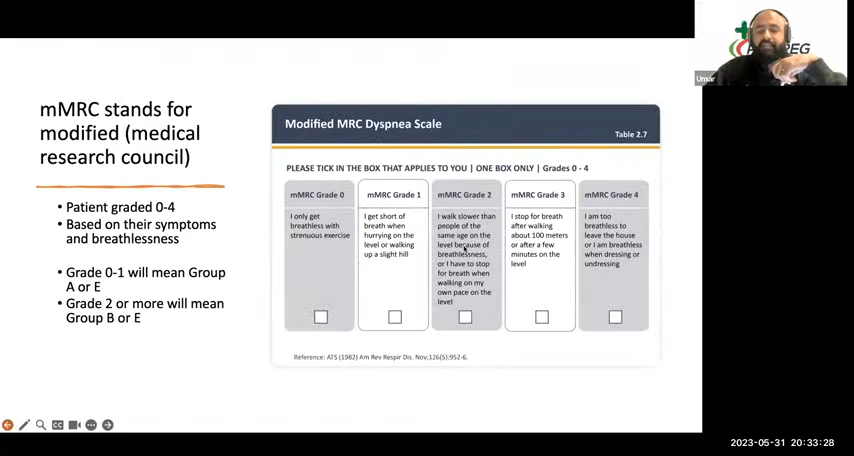 mMRC stands for
modified (medical
research council)
• Patient graded 0-4
• Based on their symptoms
and breathlessness
• Grade 0-1 will mean Group
A or E
• Grade 2 or more will mean
Group B or E
Modified MRC Dyspnea Scale
Table 2.7
PLEASE TICK IN THE BOX THAT APPLIES TO YOU | ONE BOX ONLY | Grades 0 - 4
mMRC Grade 0
I only get
breathless with
strenuous exercise
mMRC Grade 1
I get short of
breath when
hurrying on the
level or walking
up a slight hill
mMRC Grade 2
I walk slower than
people of the
same age on the
level because of
breathlessness,
or I have to stop
for breath when
walking on my
own pace on the
level
mMRC Grade 3
I stop for breath
after walking
about 100 meters
or after a few
minutes on the
level
mMRC Grade 4
I am too
breathless to
leave the house
or I am breathless
when dressing or
undressing
Reference: ATS (1982) Am Rev Respir Dis. Nov;126(5):952-6.
Umar
REG
CC
2023-05-31 20:33:28